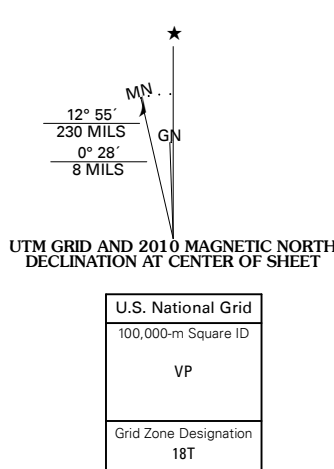 ★
MN
12° 55´
230 MILS
GN
0° 28´
8 MILS
UTM GRID AND 2010 MAGNETIC NORTH
DECLINATION AT CENTER OF SHEET
U.S. National Grid
100,000-m Square ID
VP
Grid Zone Designation
18T